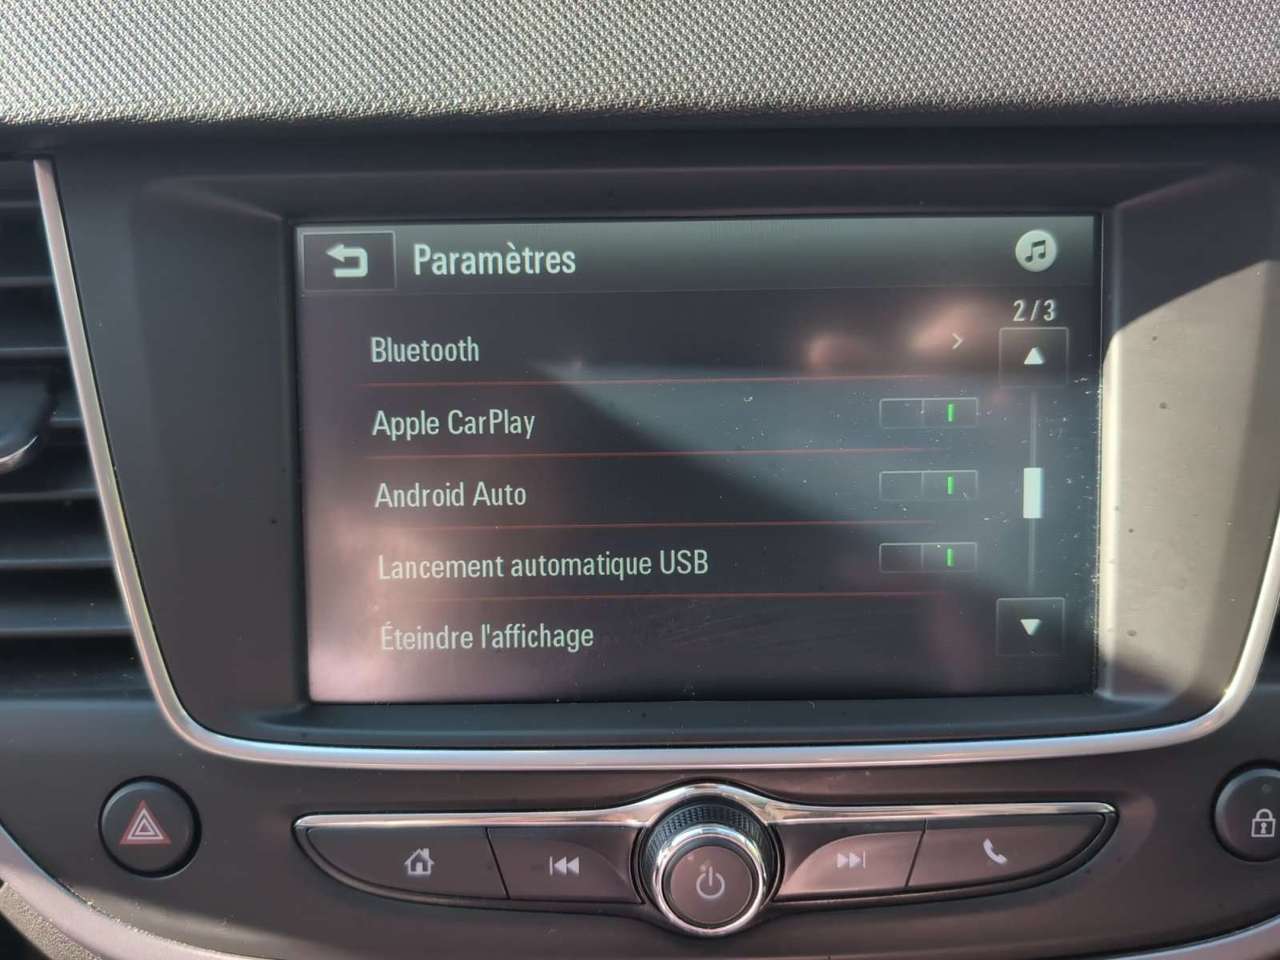 Paramètres
2/3
Bluetooth
Apple CarPlay
Android Auto
Lancement automatique USB
Éteindre l'affichage